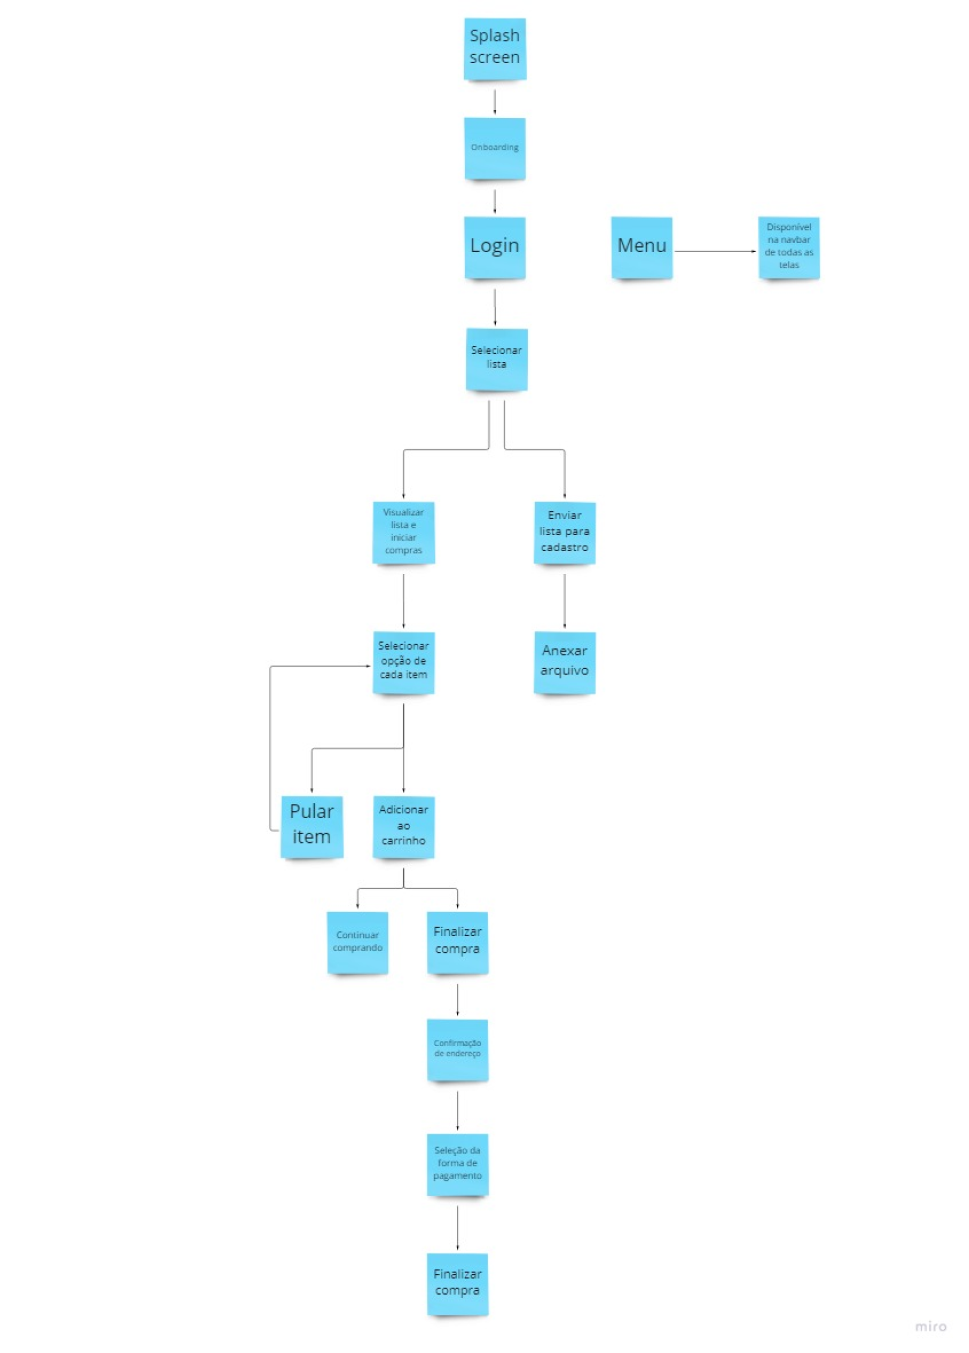 Splash
screen
Onboarding
Login
Menu
Disponível
na navbar
de todas as
telas
Selecionar
lista
Visualizar
lista e
iniciar
compras
Enviar
lista para
cadastro
Selecionar
opção de
cada item
Anexar
arquivo
Pular
item
Adicionar
ao
carrinho
Continuar
comprando
Finalizar
compra
Confirmação
de endereço
Seleção da
forma de
pagamento
Finalizar
compra
miro